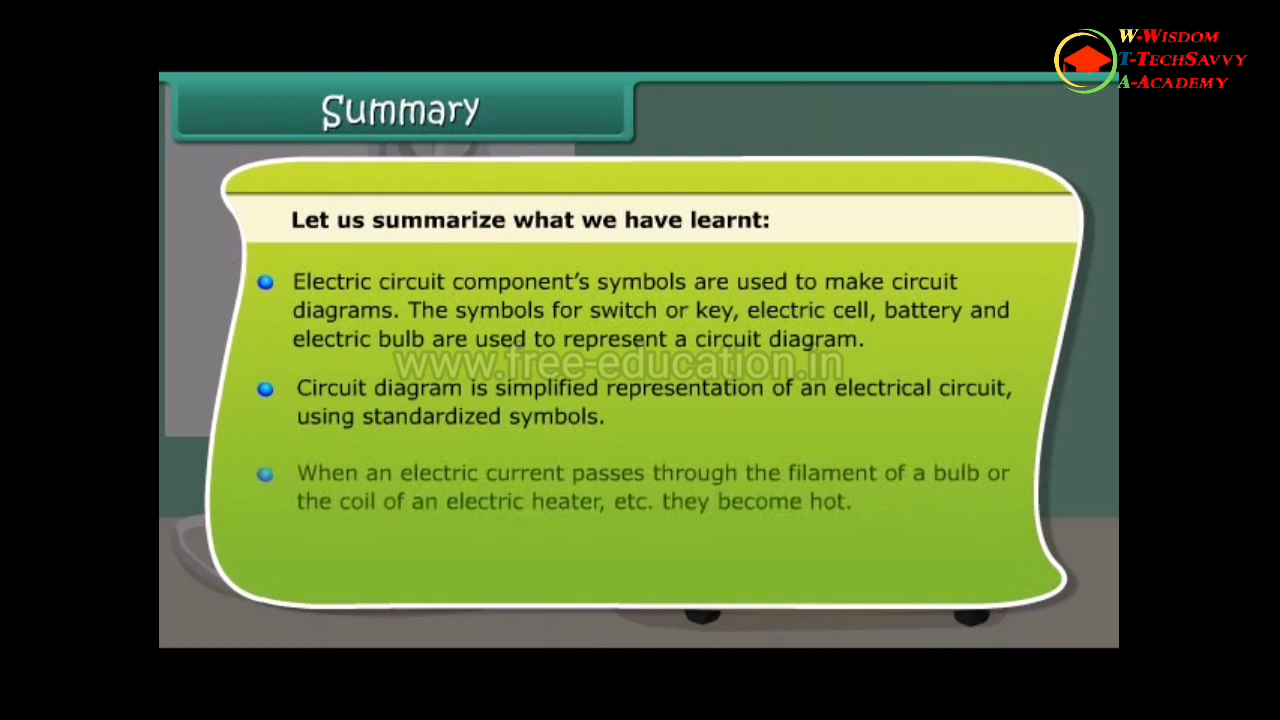 W-Wisdom
T-TechSavvy
A-Academy
Summary
Let us summarize what we have learnt:
Electric circuit component's symbols are used to make circuit
diagrams. The symbols for switch or key, electric cell, battery and
electric bulb are used to represent a circuit diagram.
www.free-education.in
Circuit diagram is simplified representation of an electrical circuit,
using standardized symbols.
When an electric current passes through the filament of a bulb or
the coil of an electric heater, etc. they become hot.